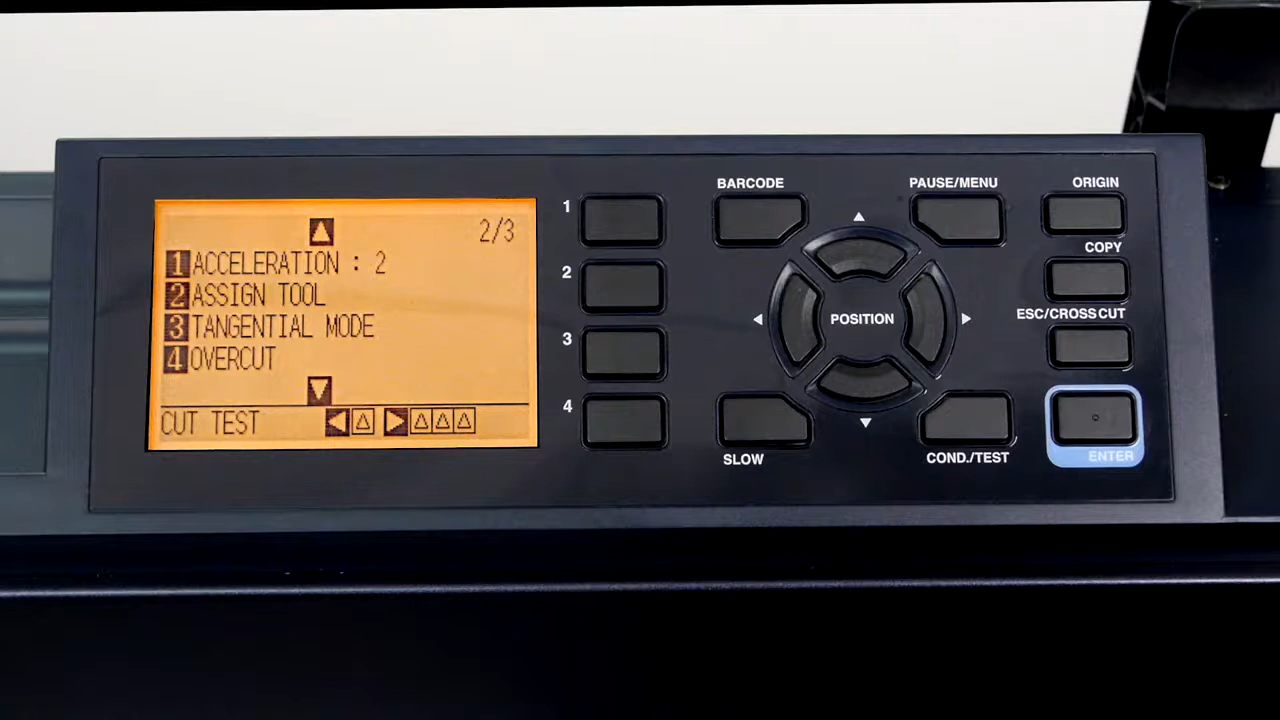 ▲ 2/3
1 ACCELERATION : 2
2 ASSIGN TOOL
3 TANGENTIAL MODE
4 OVERCUT
▼
CUT TEST ◀△ ▶△△△
1
2
3
4
BARCODE
PAUSE/MENU
ORIGIN
COPY
ESC/CROSS CUT
POSITION
SLOW
COND./TEST
ENTER